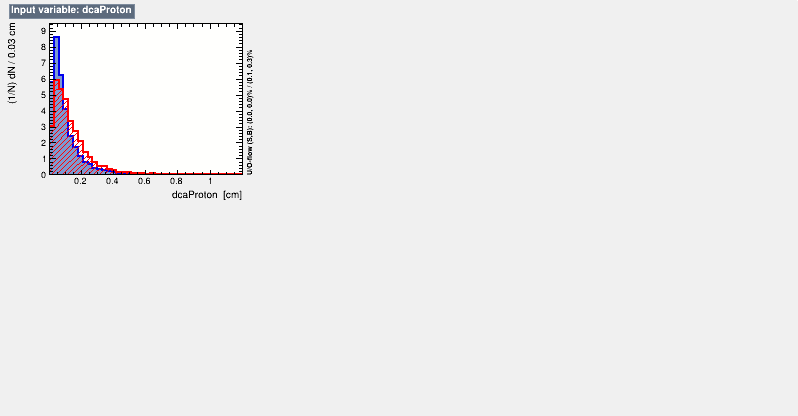 Input variable: dcaProton
(1/N) dN / 0.03 cm
9
8
7
6
5
4
3
2
1
0
0.2 0.4 0.6 0.8 1
dcaProton [cm]
U/O-flow (S,B): (0.0, 0.0)% / (0.1, 0.3)%